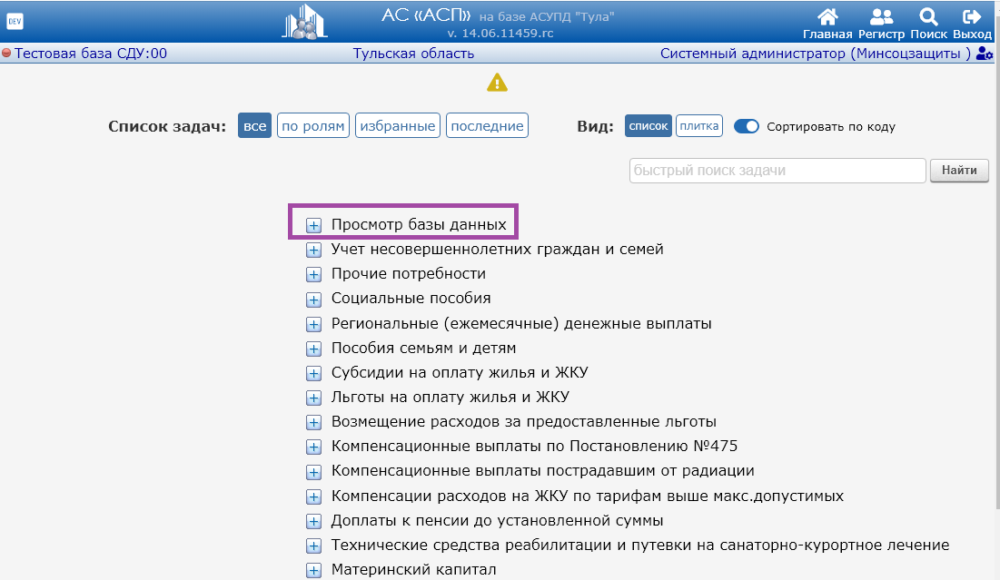 DEV
АС «АСП» на базе АСУПД "Тула"
v. 14.06.11459.rc
Главная Регистр Поиск Выход
Тестовая база СДУ:00 Тульская область Системный администратор (Минсоцзащиты )
Список задач: все по ролям избранные последние Вид: список плитка Сортировать по коду
быстрый поиск задачи Найти
Просмотр базы данных
Учет несовершеннолетних граждан и семей
Прочие потребности
Социальные пособия
Региональные (ежемесячные) денежные выплаты
Пособия семьям и детям
Субсидии на оплату жилья и ЖКУ
Льготы на оплату жилья и ЖКУ
Возмещение расходов за предоставленные льготы
Компенсационные выплаты по Постановлению №475
Компенсационные выплаты пострадавшим от радиации
Компенсации расходов на ЖКУ по тарифам выше макс.допустимых
Доплаты к пенсии до установленной суммы
Технические средства реабилитации и путевки на санаторно-курортное лечение
Материнский капитал